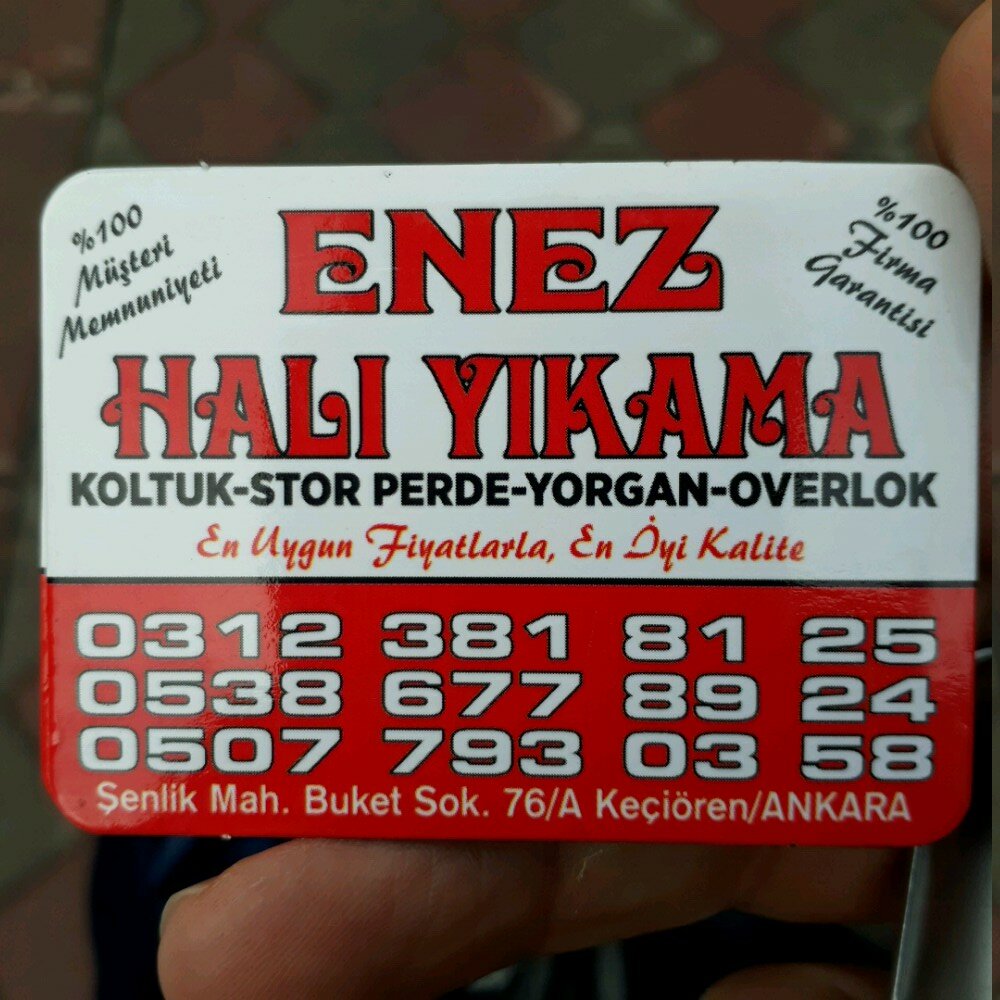 %100
Müşteri
Memnuniyeti
%100
Firma
Garantisi
ENEZ
HALI YIKAMA
KOLTUK-STOR PERDE-YORGAN-OVERLOK
En Uygun Fiyatlarla, En İyi Kalite
0312 381 81 25
0538 677 89 24
0507 793 03 58
Şenlik Mah. Buket Sok. 76/A Keçiören/ANKARA